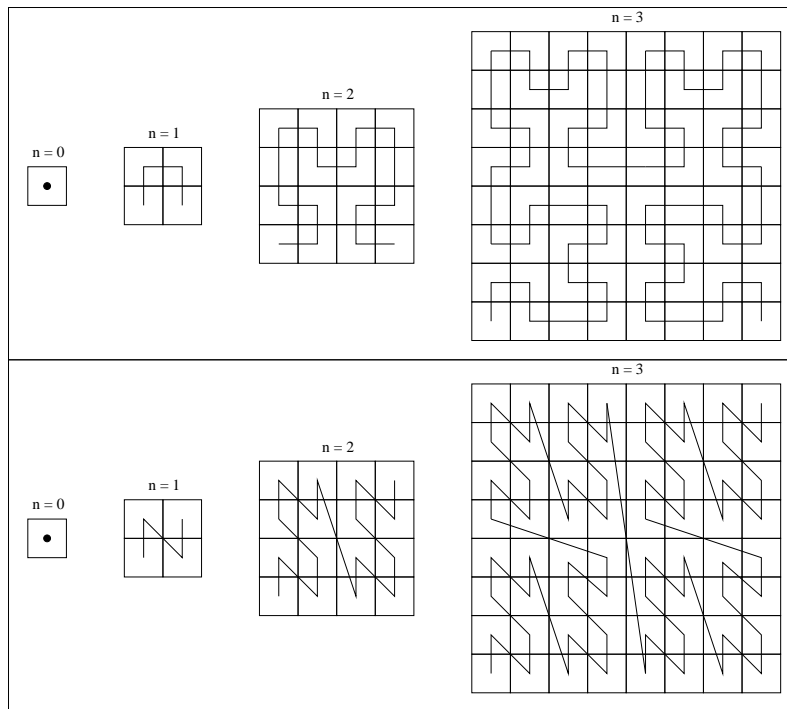 n = 0
n = 1
n = 2
n = 3
n = 0
n = 1
n = 2
n = 3